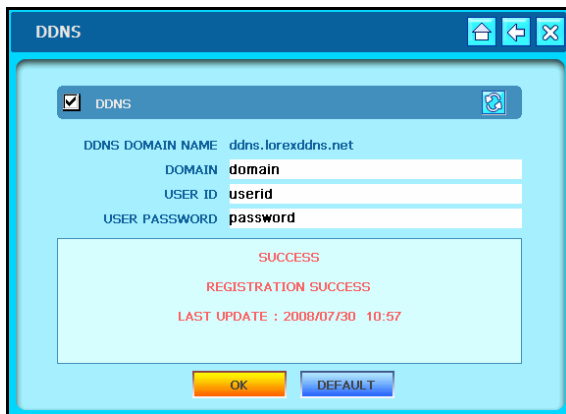 DDNS
DDNS
DDNS DOMAIN NAME ddns.lorexddns.net
DOMAIN domain
USER ID userid
USER PASSWORD password
SUCCESS
REGISTRATION SUCCESS
LAST UPDATE : 2008/07/30 10:57
OK DEFAULT